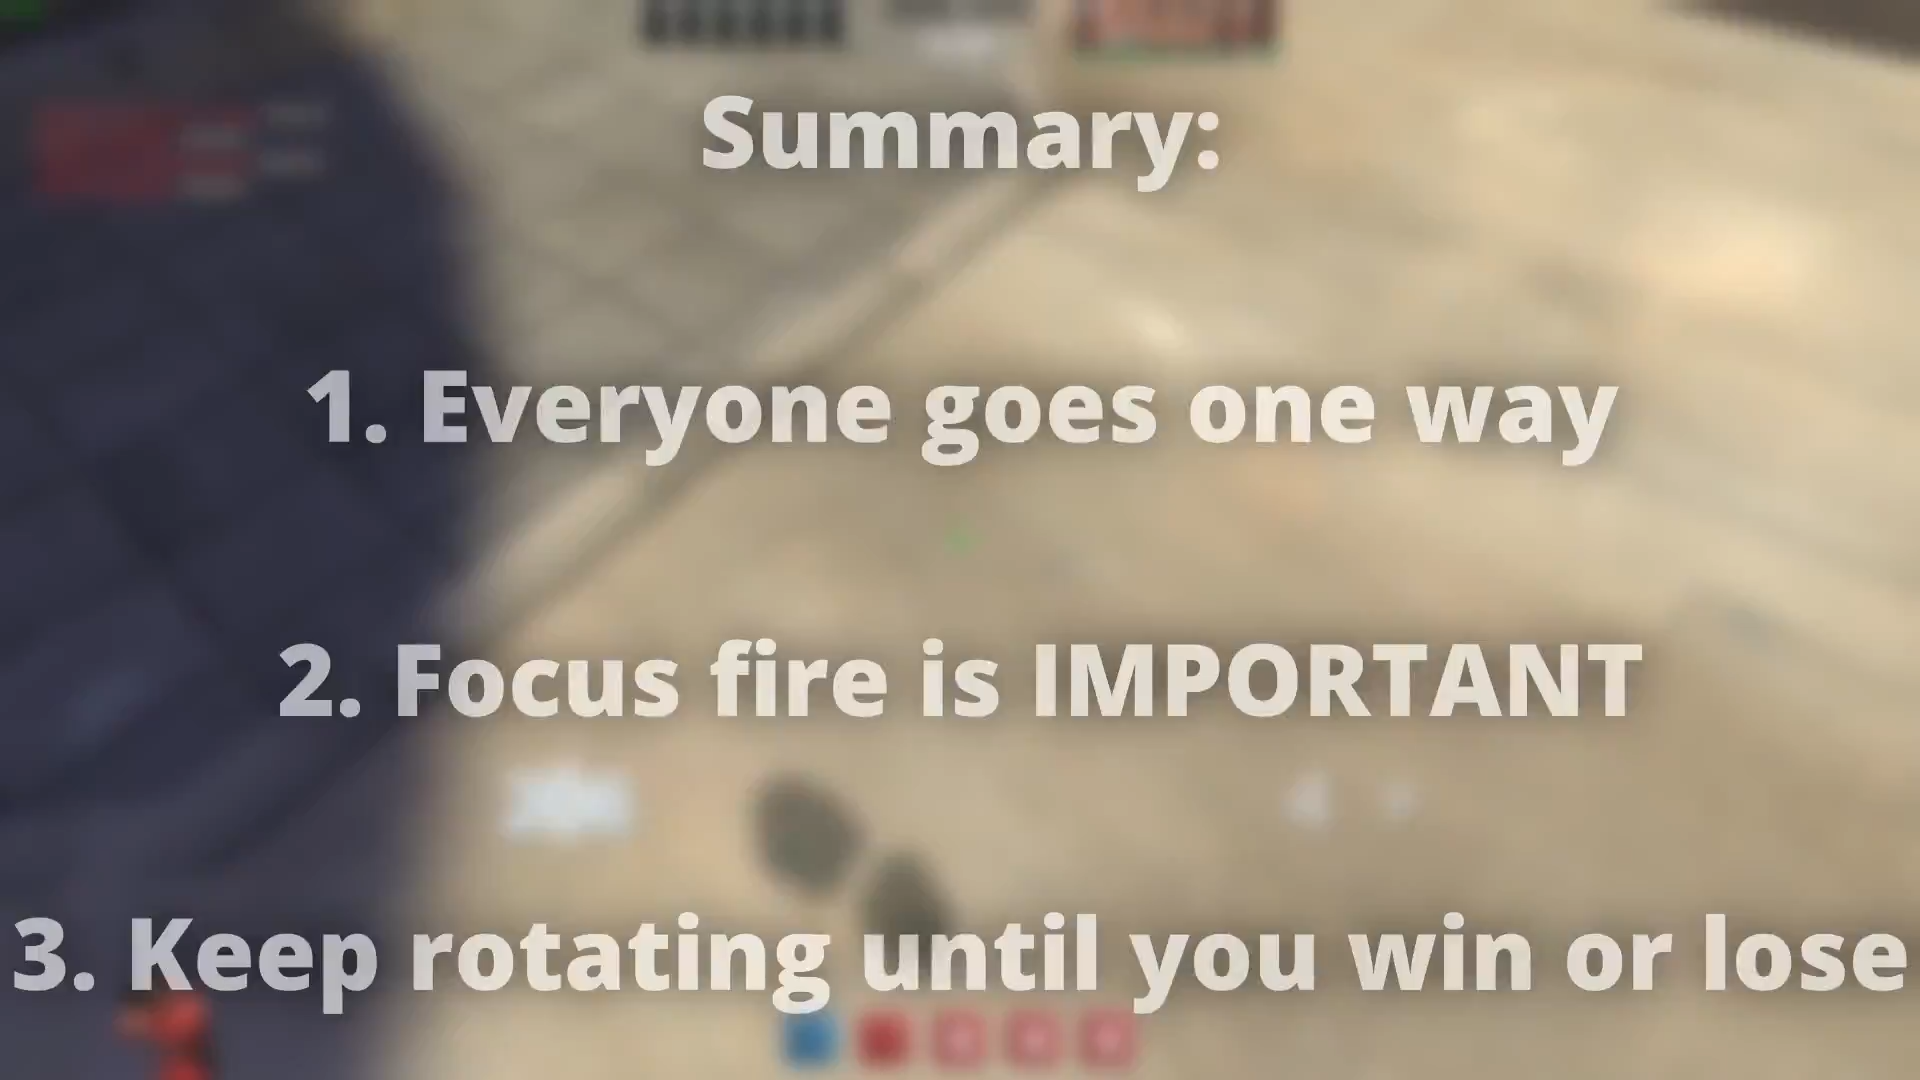 Summary:
1. Everyone goes one way
2. Focus fire is IMPORTANT
3. Keep rotating until you win or lose